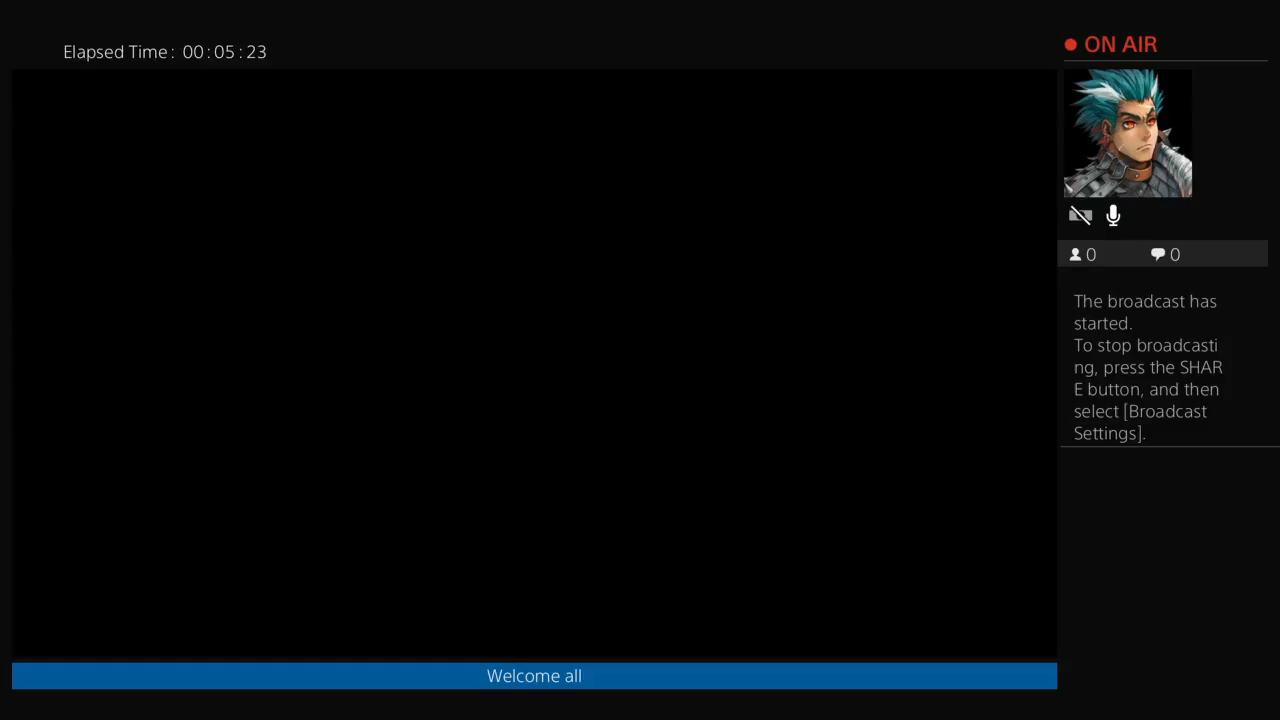 Elapsed Time: 00:05:23
ON AIR
0 0
The broadcast has
started.
To stop broadcasti
ng, press the SHAR
E button, and then
select [Broadcast
Settings].
Welcome all